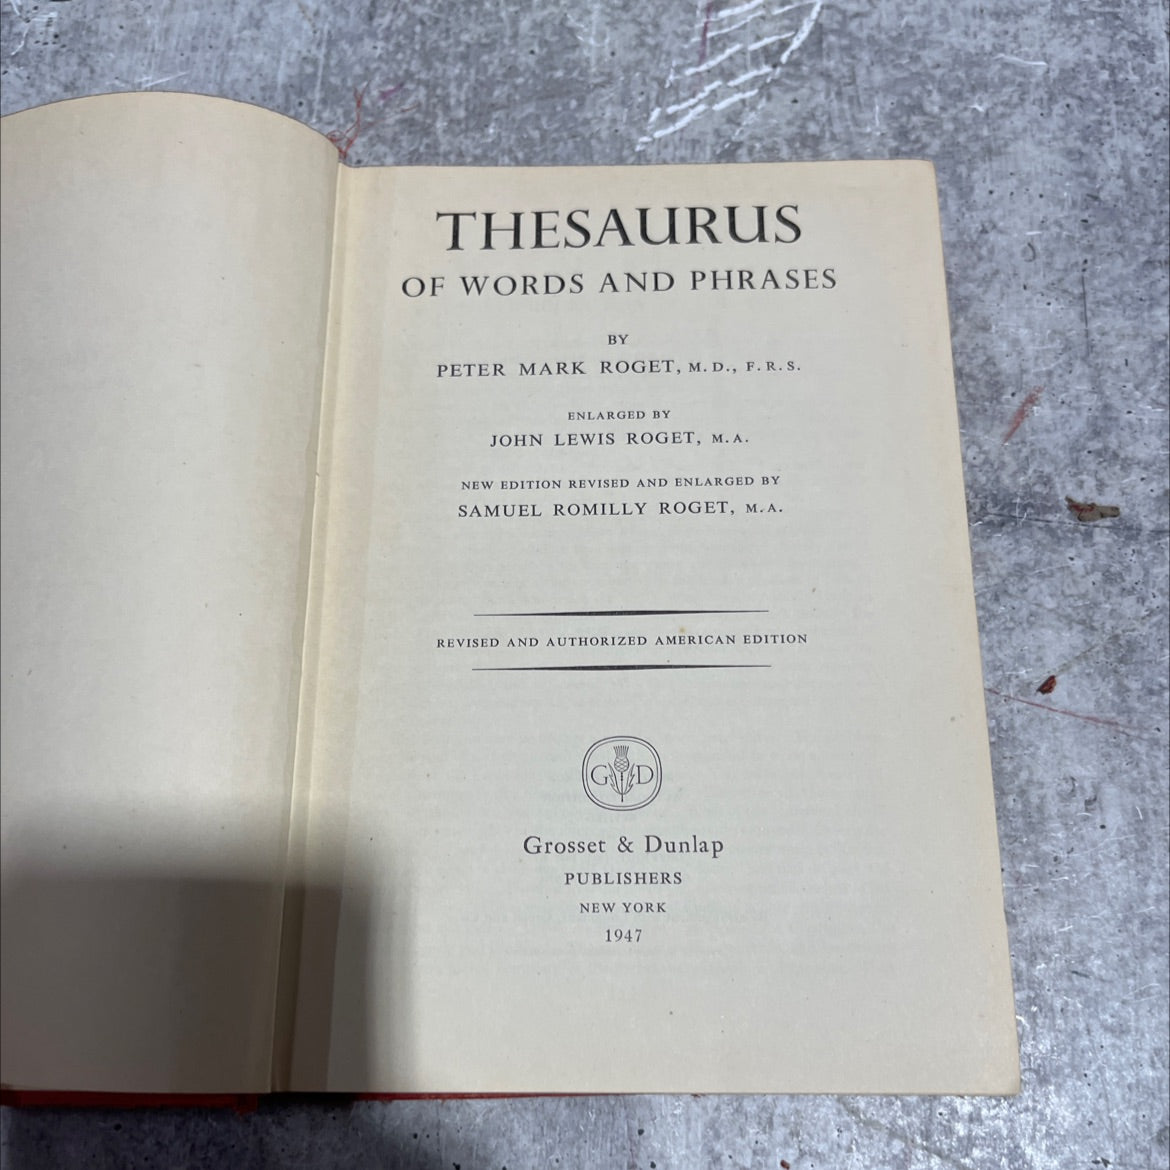 THESAURUS
OF WORDS AND PHRASES
BY
PETER MARK ROGET, M. D., F. R. S.
ENLARGED BY
JOHN LEWIS ROGET, M. A.
NEW EDITION REVISED AND ENLARGED BY
SAMUEL ROMILLY ROGET, M. A.
REVISED AND AUTHORIZED AMERICAN EDITION
G D
Grosset & Dunlap
PUBLISHERS
NEW YORK
1947